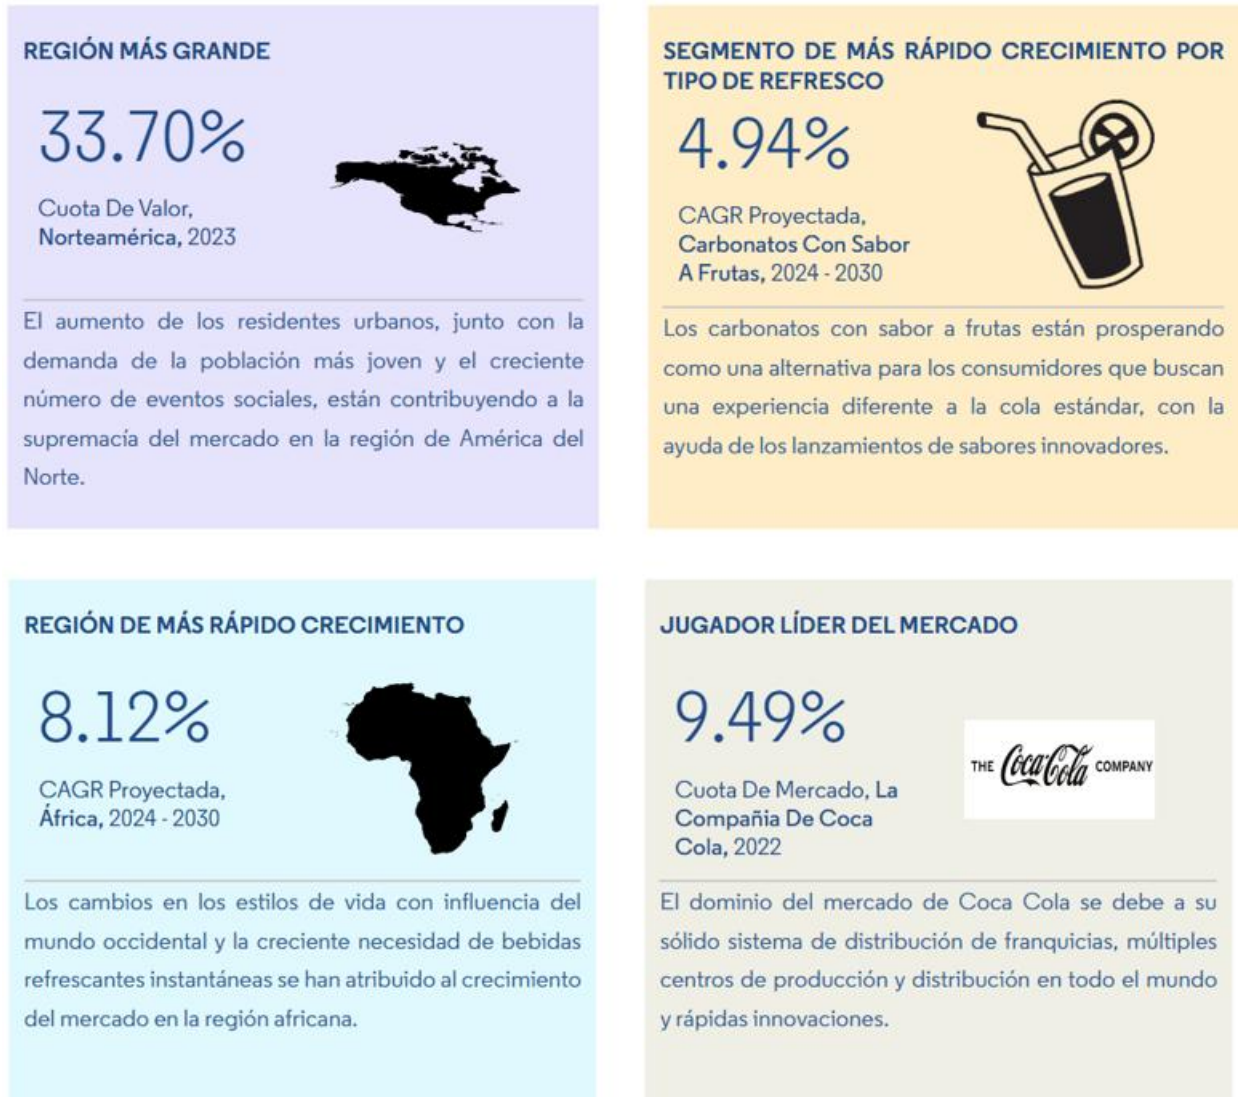 REGIÓN MÁS GRANDE
33.70%
Cuota De Valor,
Norteamérica, 2023
El aumento de los residentes urbanos, junto con la
demanda de la población más joven y el creciente
número de eventos sociales, están contribuyendo a la
supremacía del mercado en la región de América del
Norte.
SEGMENTO DE MÁS RÁPIDO CRECIMIENTO POR
TIPO DE REFRESCO
4.94%
CAGR Proyectada,
Carbonatos Con Sabor
A Frutas, 2024 - 2030
Los carbonatos con sabor a frutas están prosperando
como una alternativa para los consumidores que buscan
una experiencia diferente a la cola estándar, con la
ayuda de los lanzamientos de sabores innovadores.
REGIÓN DE MÁS RÁPIDO CRECIMIENTO
8.12%
CAGR Proyectada,
África, 2024 - 2030
Los cambios en los estilos de vida con influencia del
mundo occidental y la creciente necesidad de bebidas
refrescantes instantáneas se han atribuido al crecimiento
del mercado en la región africana.
JUGADOR LÍDER DEL MERCADO
9.49%
Cuota De Mercado, La
Compañia De Coca
Cola, 2022
THE Coca-Cola COMPANY
El dominio del mercado de Coca Cola se debe a su
sólido sistema de distribución de franquicias, múltiples
centros de producción y distribución en todo el mundo
y rápidas innovaciones.